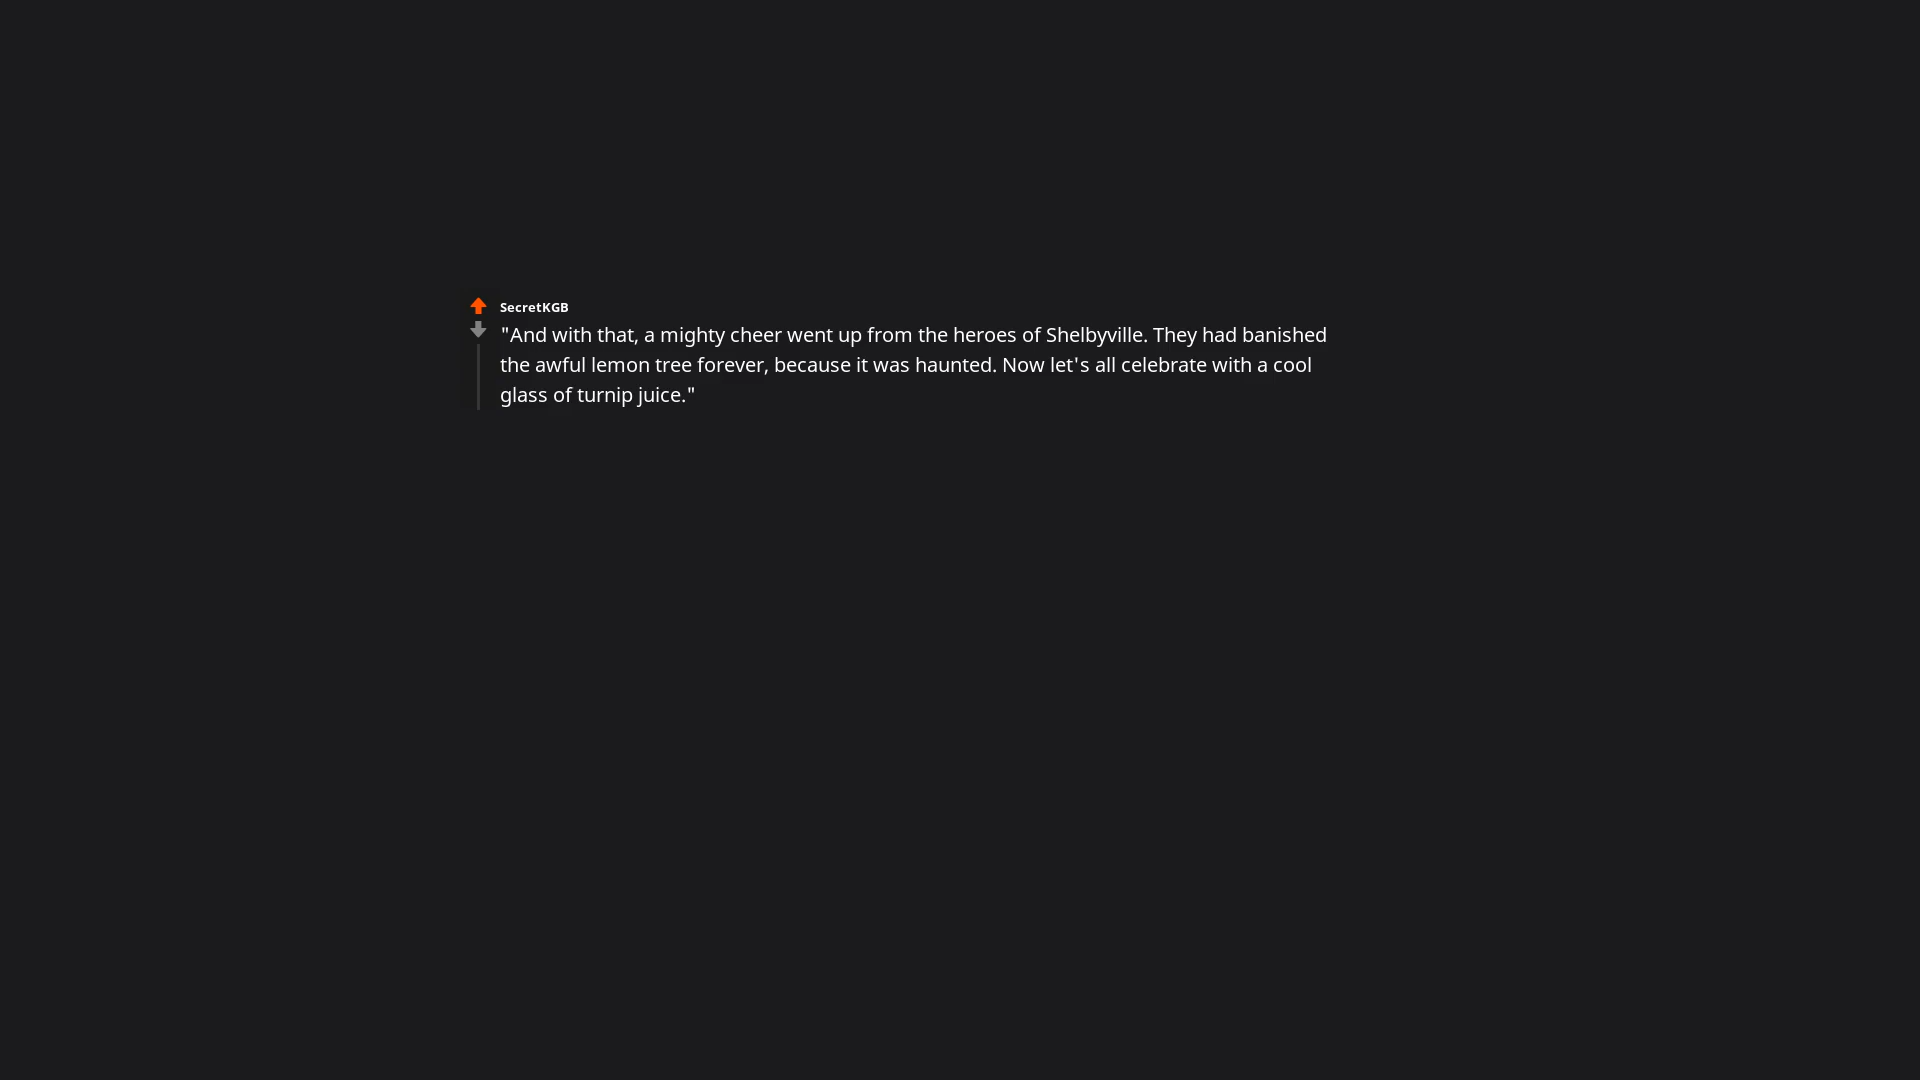 SecretKGB
"And with that, a mighty cheer went up from the heroes of Shelbyville. They had banished
the awful lemon tree forever, because it was haunted. Now let's all celebrate with a cool
glass of turnip juice."